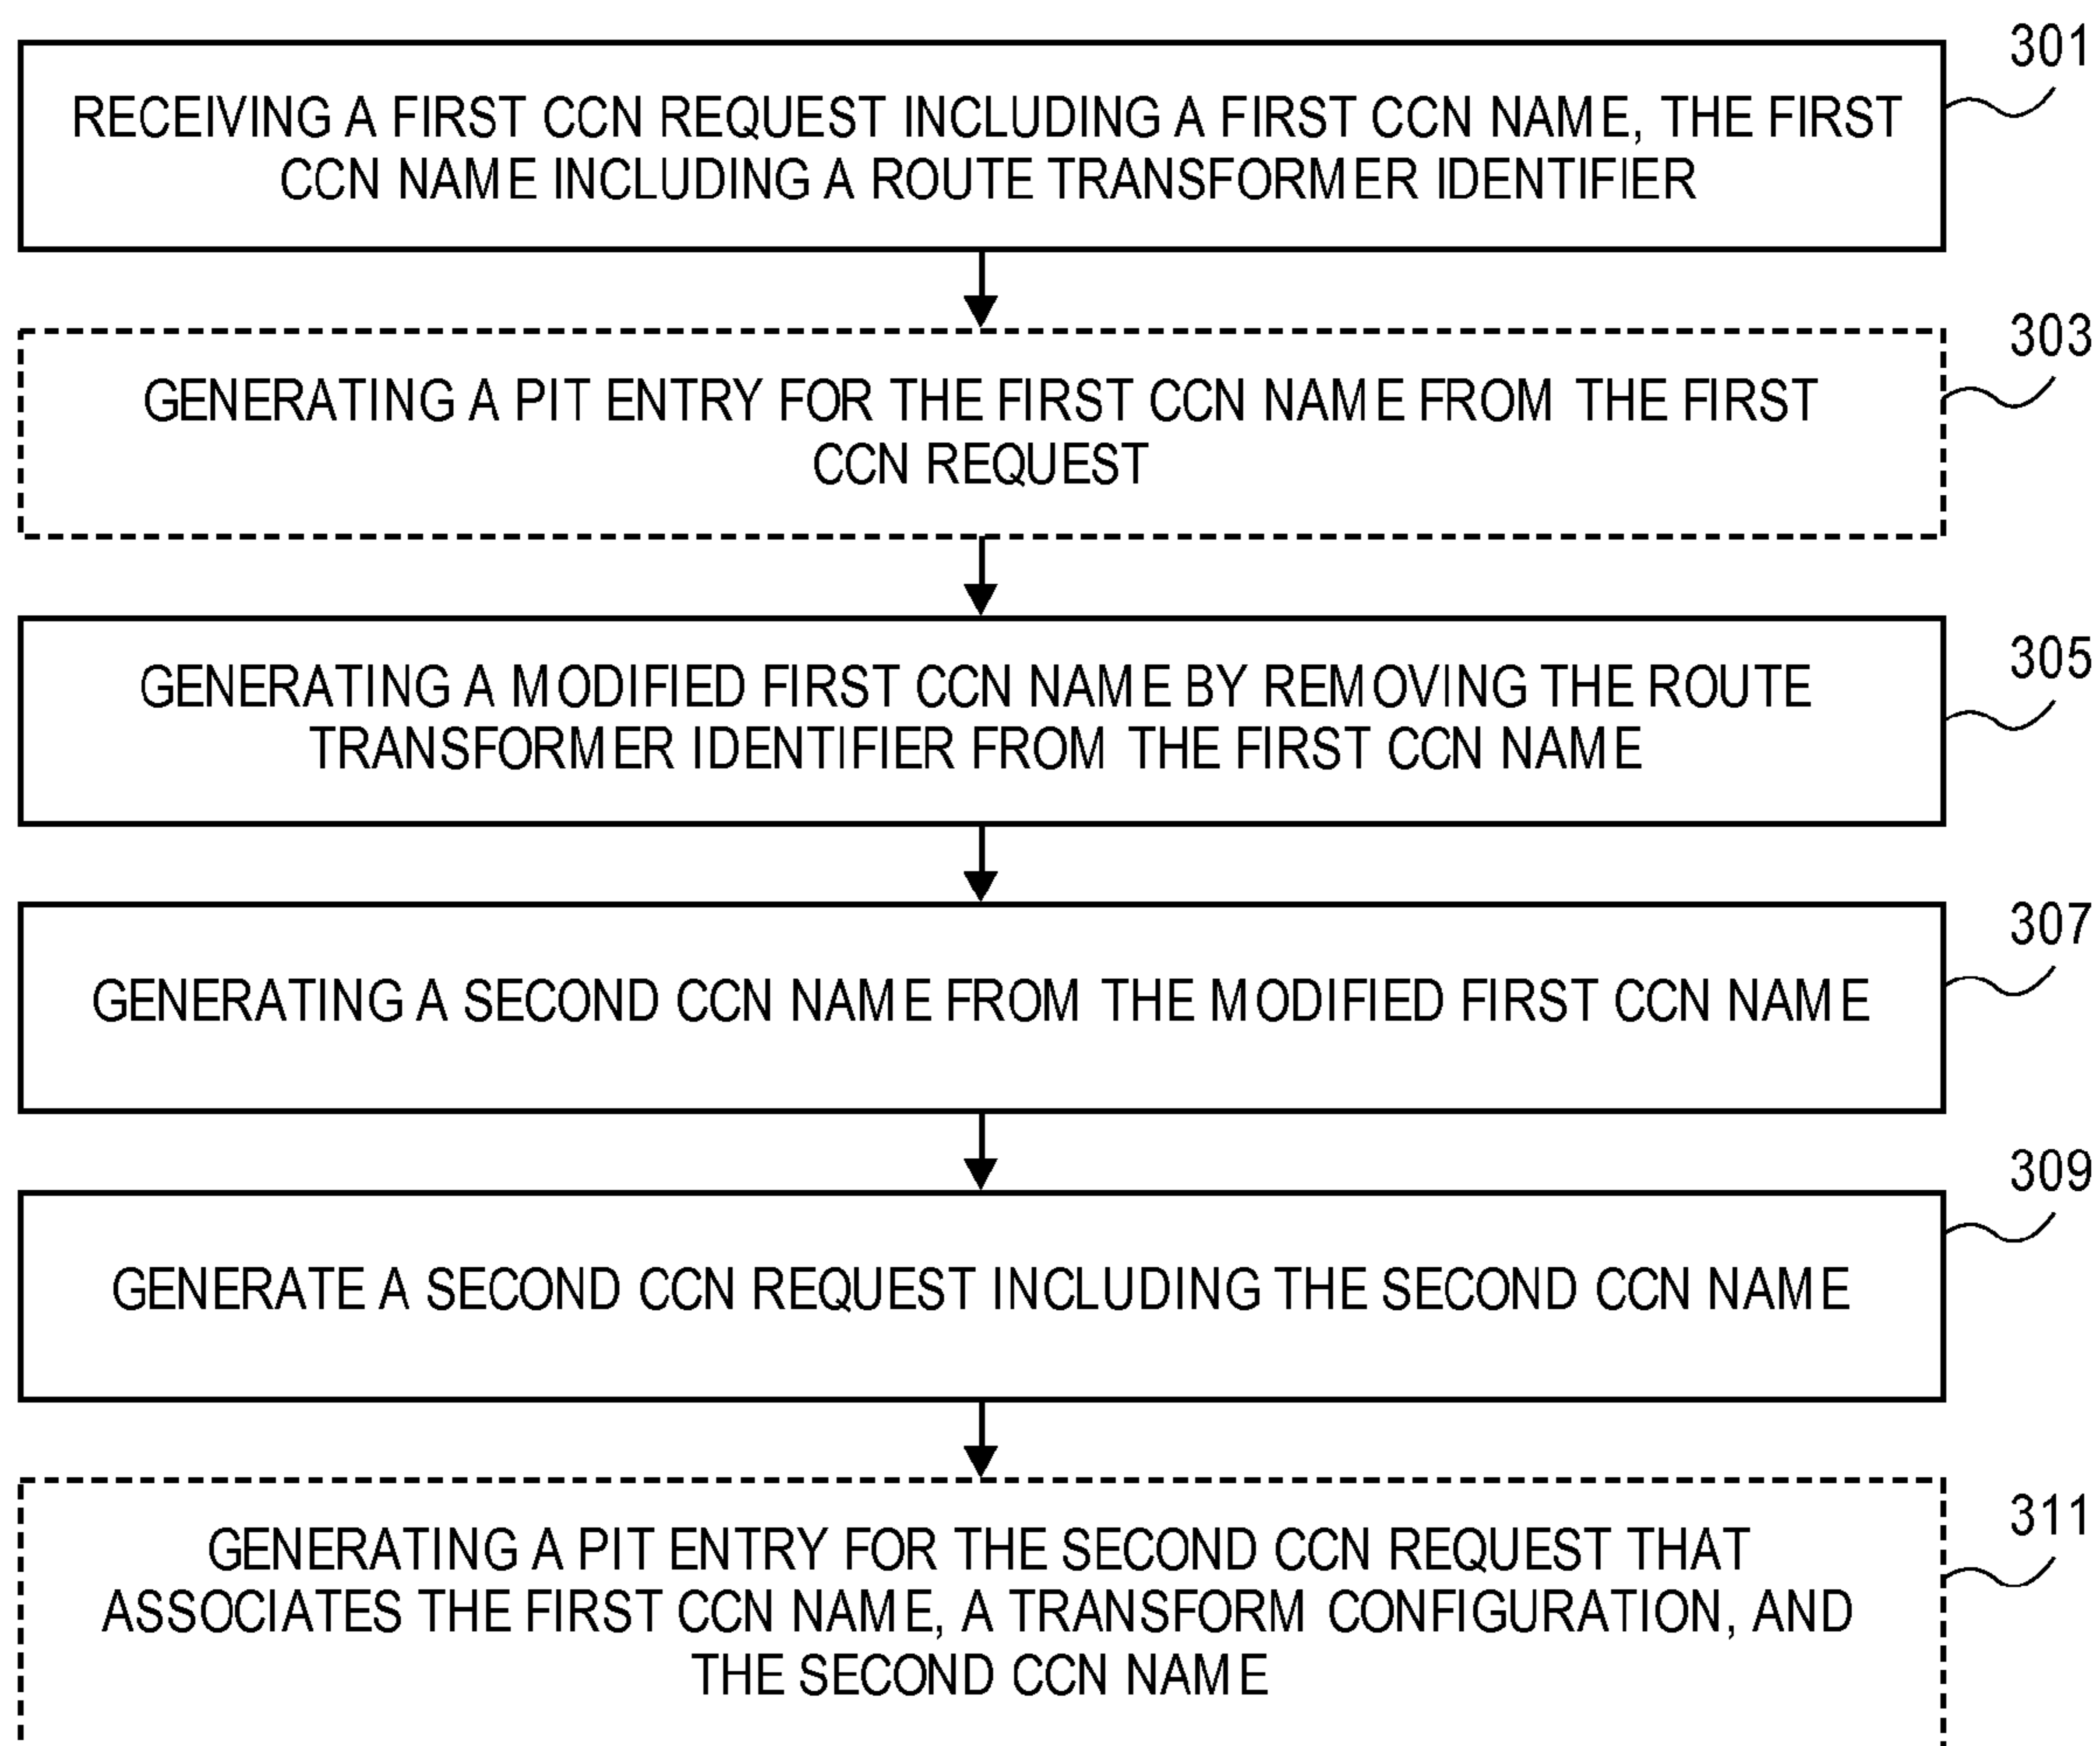 301
RECEIVING A FIRST CCN REQUEST INCLUDING A FIRST CCN NAME, THE FIRST
CCN NAME INCLUDING A ROUTE TRANSFORMER IDENTIFIER
303
GENERATING A PIT ENTRY FOR THE FIRST CCN NAME FROM THE FIRST
CCN REQUEST
305
GENERATING A MODIFIED FIRST CCN NAME BY REMOVING THE ROUTE
TRANSFORMER IDENTIFIER FROM THE FIRST CCN NAME
307
GENERATING A SECOND CCN NAME FROM THE MODIFIED FIRST CCN NAME
309
GENERATE A SECOND CCN REQUEST INCLUDING THE SECOND CCN NAME
311
GENERATING A PIT ENTRY FOR THE SECOND CCN REQUEST THAT
ASSOCIATES THE FIRST CCN NAME, A TRANSFORM CONFIGURATION, AND
THE SECOND CCN NAME